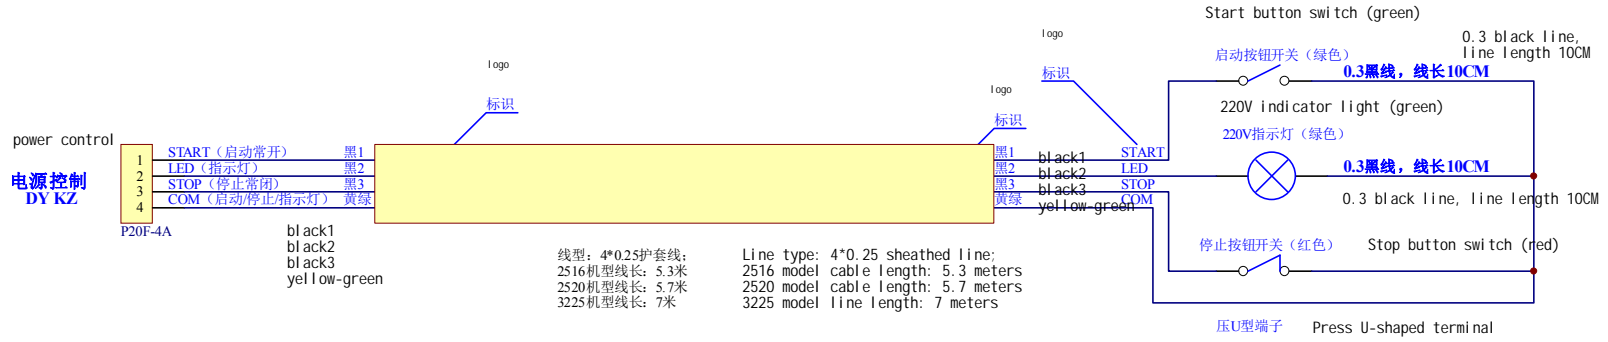 Start button switch (green)
logo
0.3 black line,
line length 10CM
启动按钮开关（绿色）
logo
标识
0.3黑线，线长10CM
logo
标识
220V indicator light (green)
标识
220V指示灯（绿色）
power control
1
START（启动常开）
黑1
黑1
black1
START
2
LED（指示灯）
黑2
黑2
black2
LED
0.3黑线，线长10CM
电源控制
3
STOP（停止常闭）
黑3
黑3
black3
STOP
DY KZ
4
COM（启动/停止/指示灯）
黄绿
黄绿
yellow-green
COM
0.3 black line, line length 10CM
P20F-4A
black1
black2
black3
yellow-green
停止按钮开关（红色）
Stop button switch (red)
线型：4*0.25护套线；
Line type: 4*0.25 sheathed line;
2516机型线长：5.3米
2516 model cable length: 5.3 meters
2520机型线长：5.7米
2520 model cable length: 5.7 meters
3225机型线长：7米
3225 model line length: 7 meters
压U型端子
Press U-shaped terminal